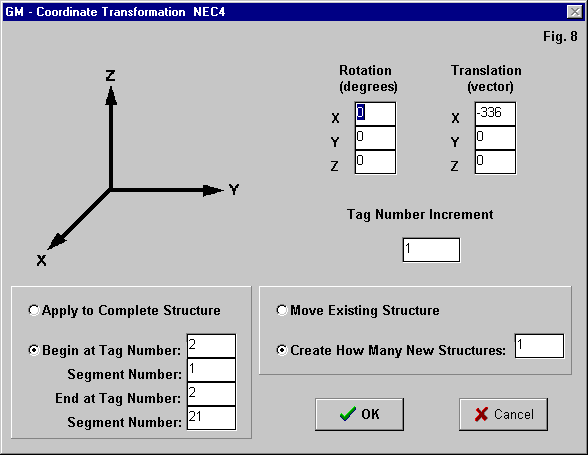 GM - Coordinate Transformation NEC4
Fig. 8
Rotation (degrees)
X 0
Y 0
Z 0
Translation (vector)
X -336
Y 0
Z 0
Z
Y
X
Tag Number Increment
1
Apply to Complete Structure
Begin at Tag Number: 2
Segment Number: 1
End at Tag Number: 2
Segment Number: 21
Move Existing Structure
Create How Many New Structures: 1
OK
Cancel